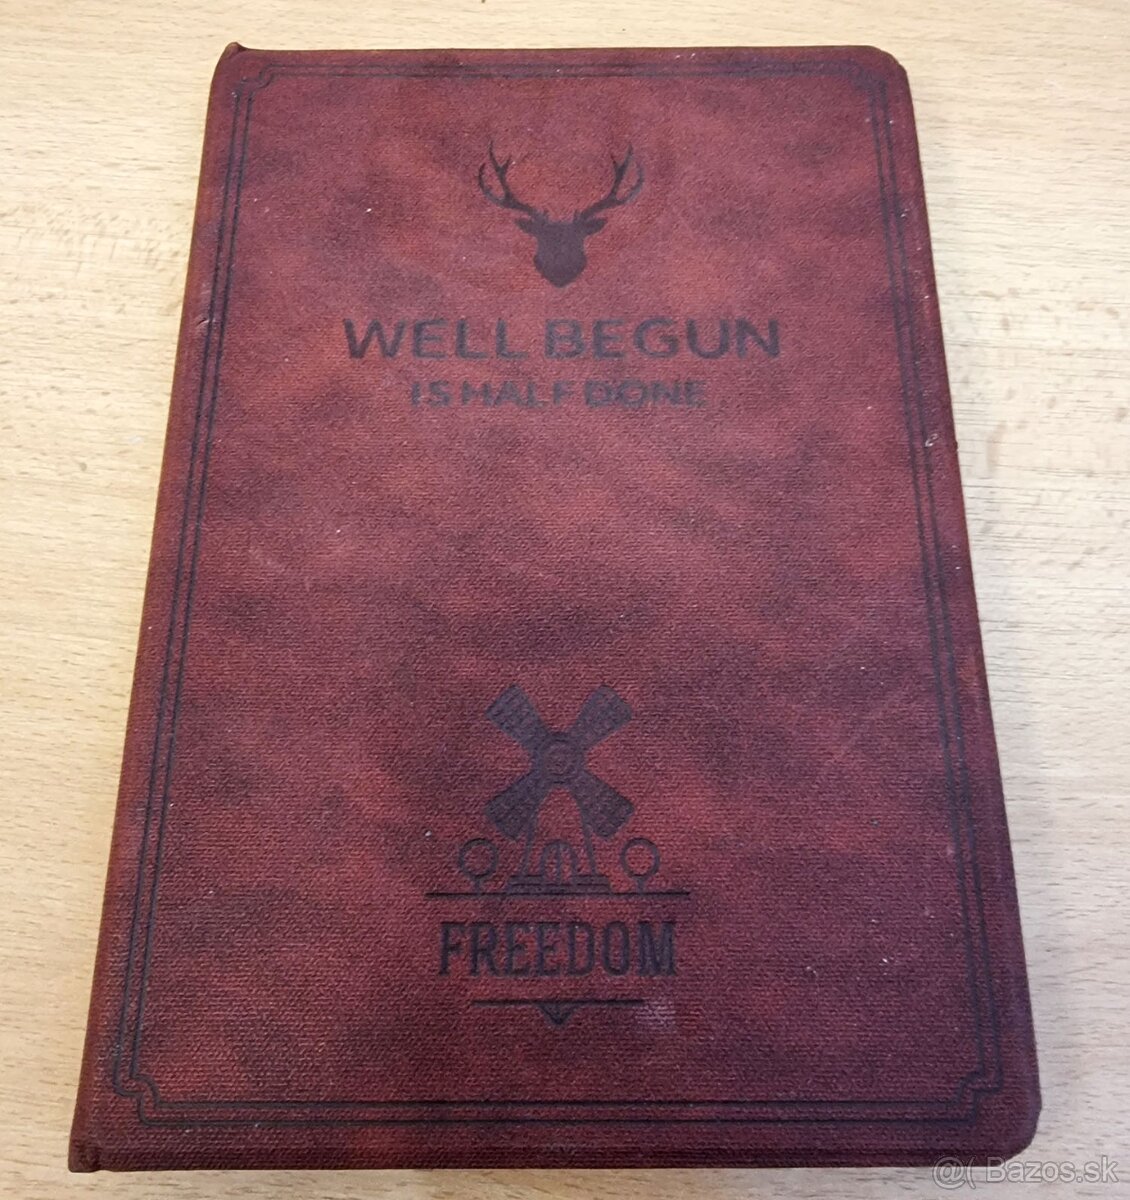 WELL BEGUN
IS HALF DONE
FREEDOM
@( Bazos.sk